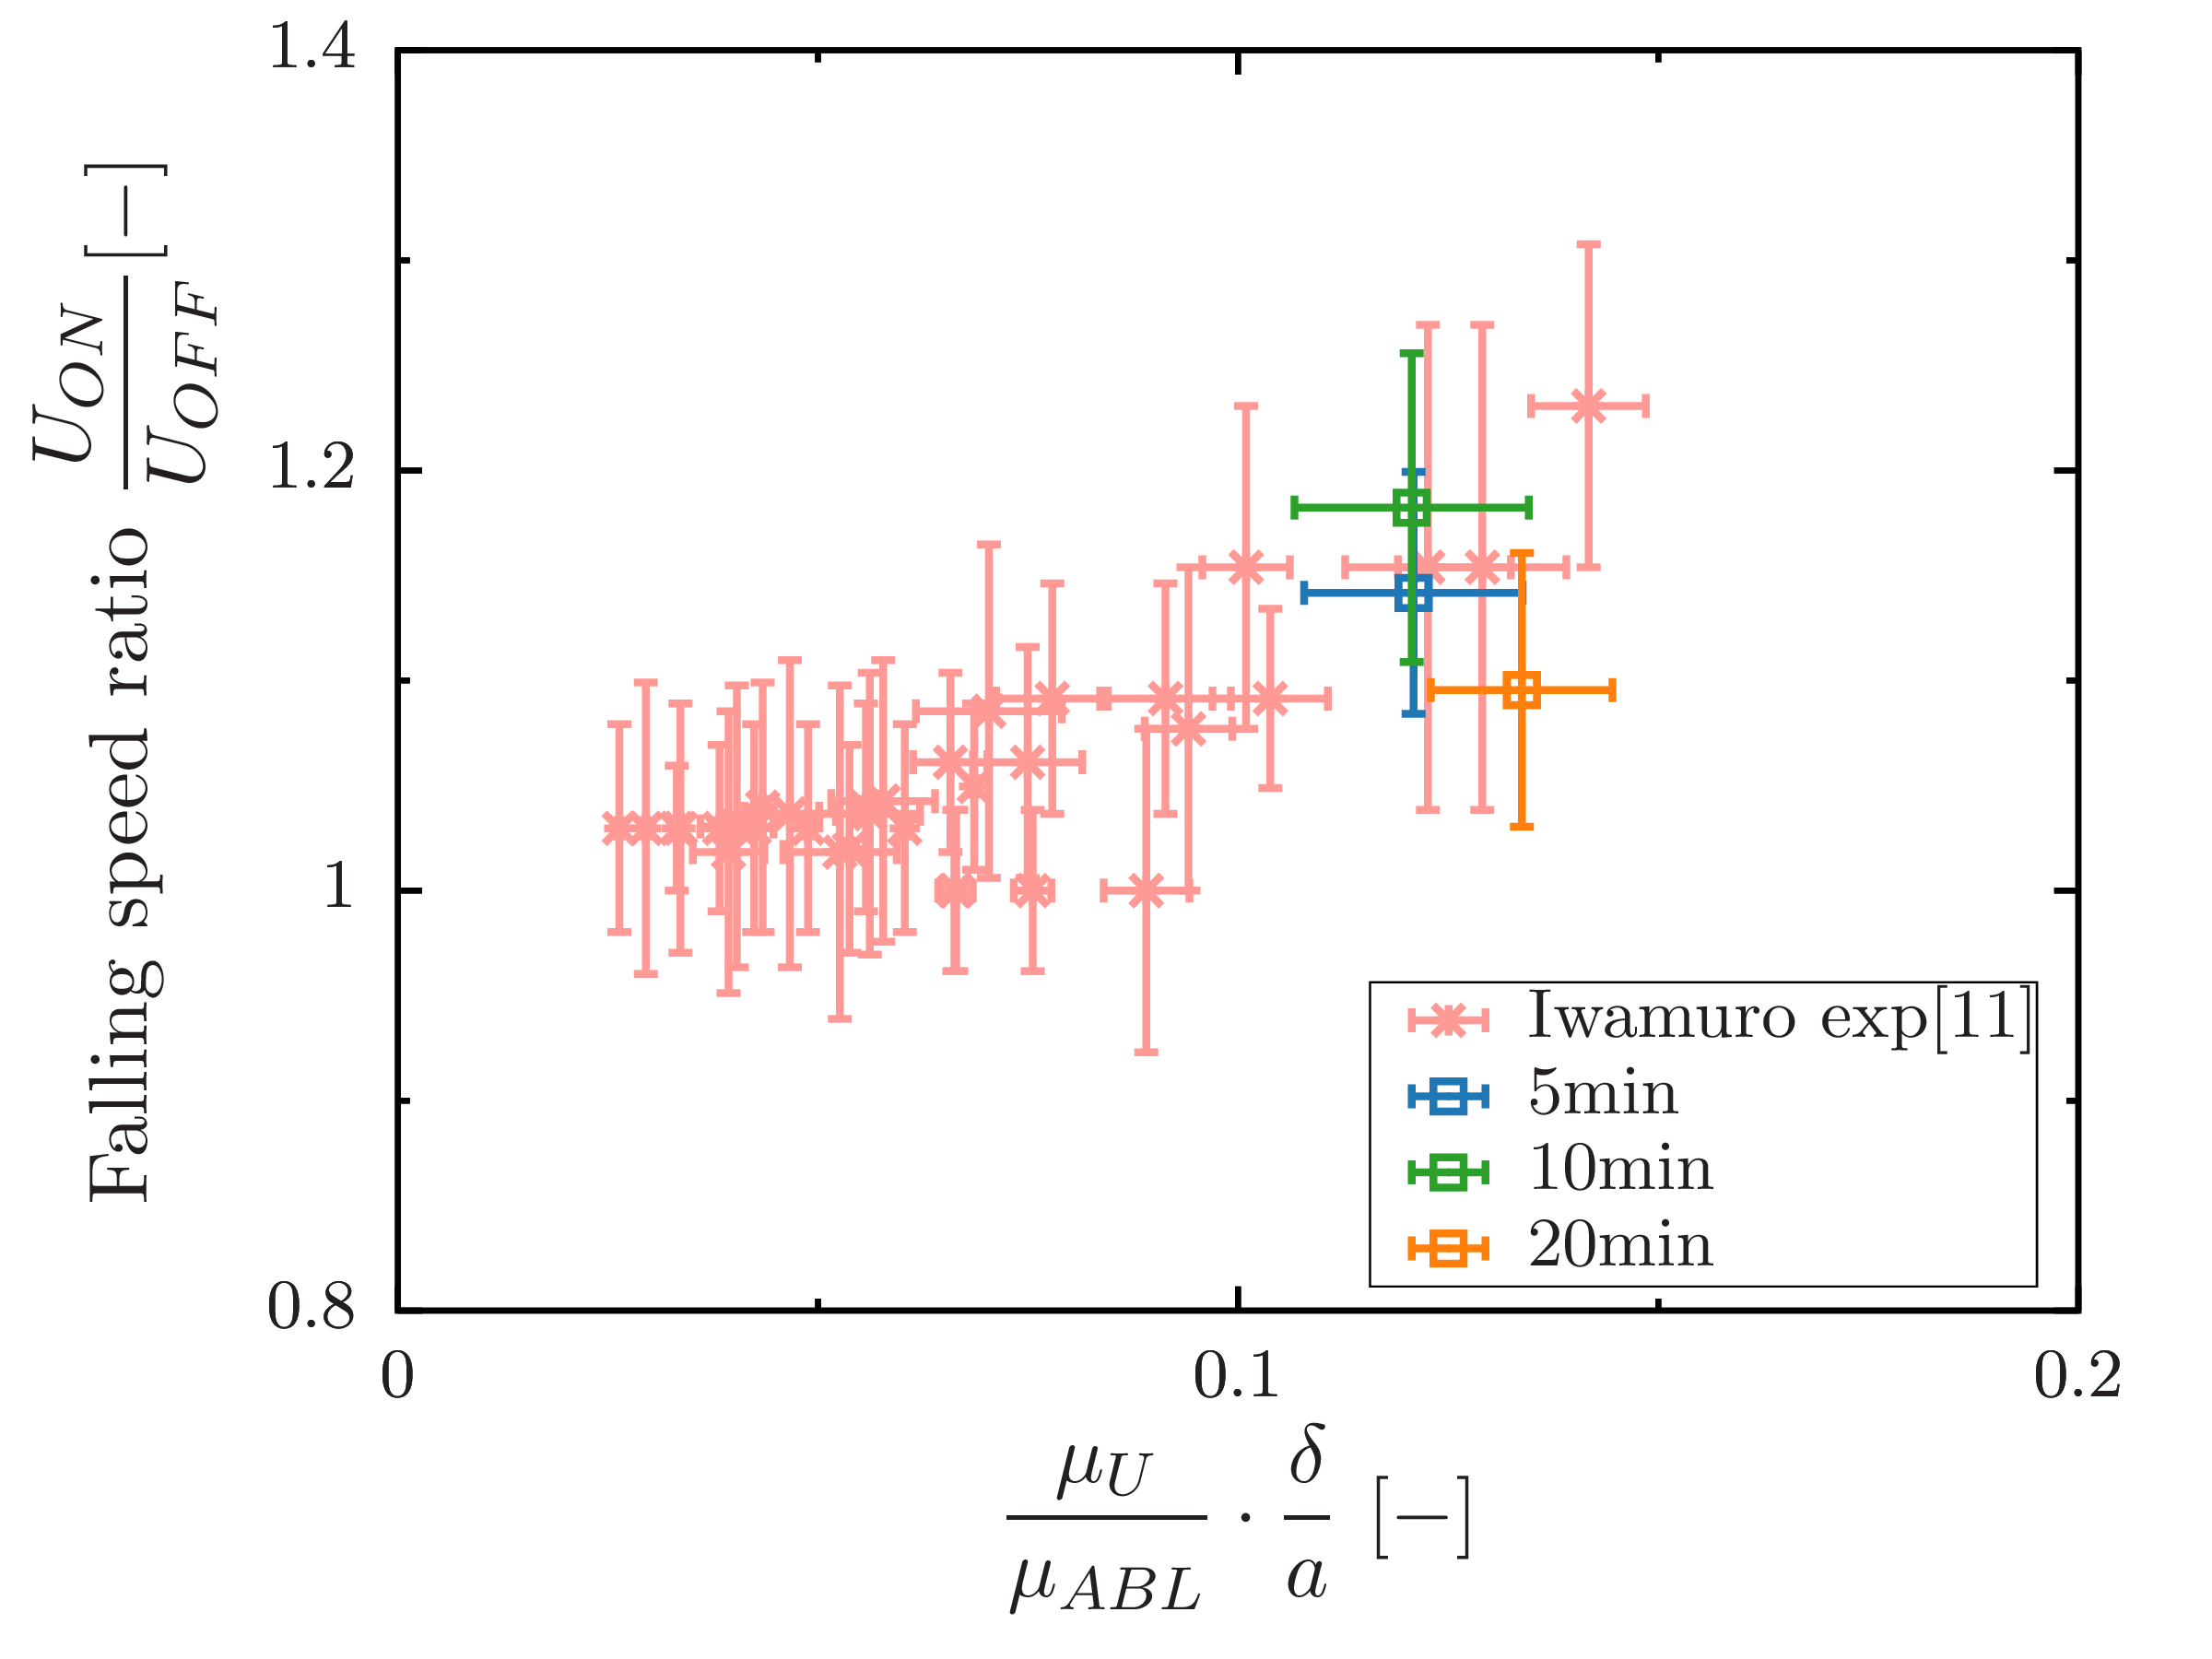 1.4
1.2
1
0.8
Falling speed ratio U_ON / U_OFF [−]
0 0.1 0.2
μ_U / μ_ABL · δ / a [−]
Iwamuro exp[11]
5min
10min
20min